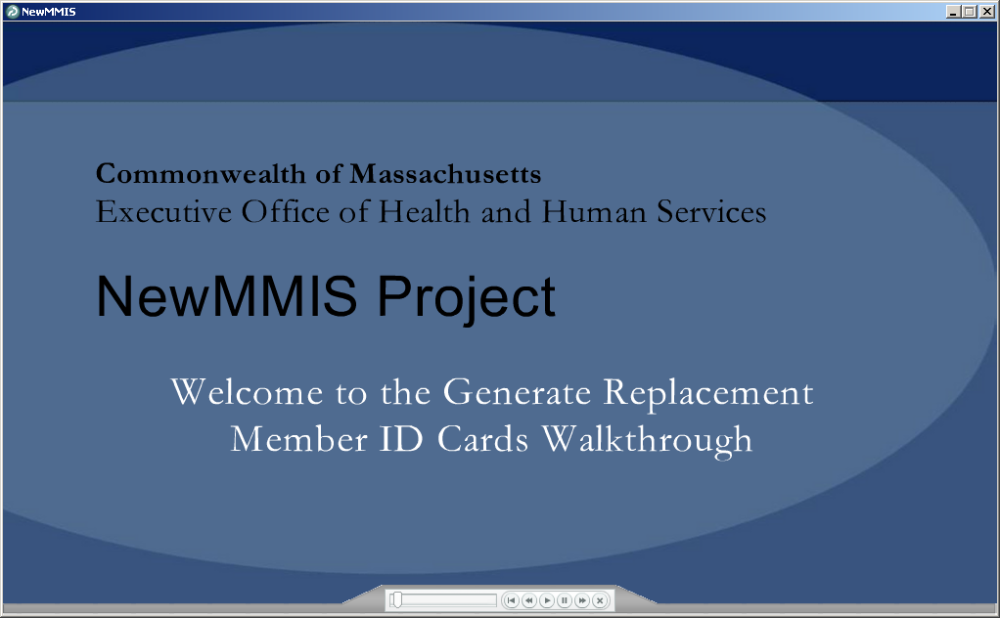 NewMMIS
Commonwealth of Massachusetts
Executive Office of Health and Human Services
NewMMIS Project
Welcome to the Generate Replacement
Member ID Cards Walkthrough